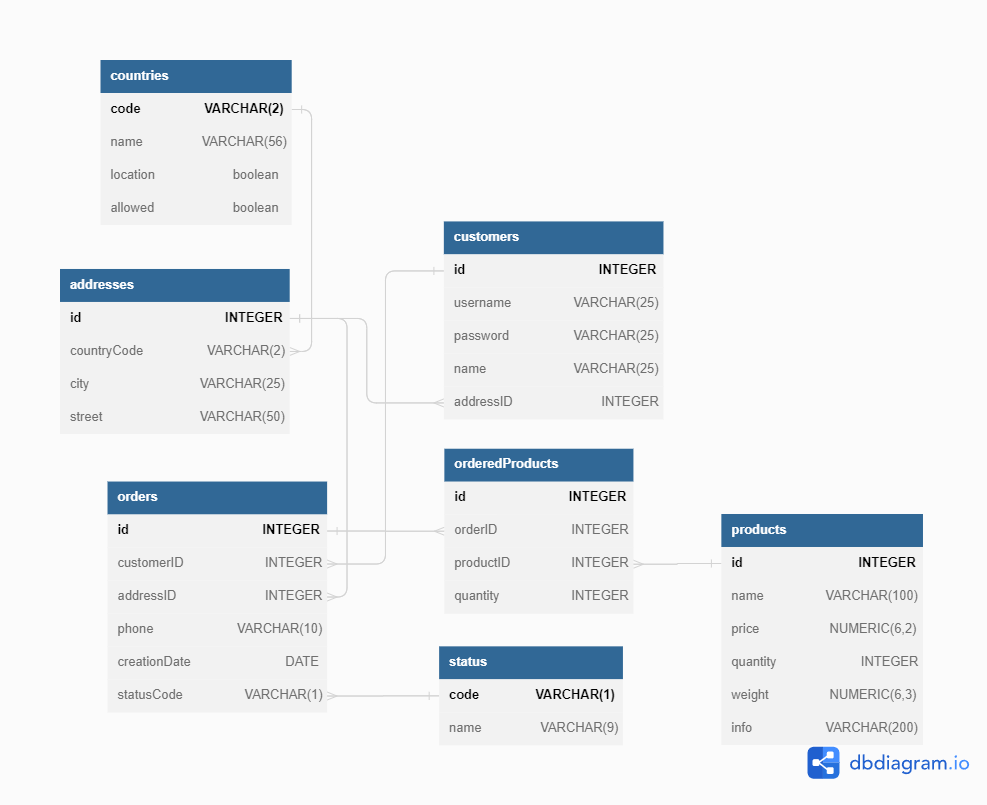 countries
code VARCHAR(2)
name VARCHAR(56)
location boolean
allowed boolean
addresses
id INTEGER
countryCode VARCHAR(2)
city VARCHAR(25)
street VARCHAR(50)
customers
id INTEGER
username VARCHAR(25)
password VARCHAR(25)
name VARCHAR(25)
addressID INTEGER
orders
id INTEGER
customerID INTEGER
addressID INTEGER
phone VARCHAR(10)
creationDate DATE
statusCode VARCHAR(1)
orderedProducts
id INTEGER
orderID INTEGER
productID INTEGER
quantity INTEGER
status
code VARCHAR(1)
name VARCHAR(9)
products
id INTEGER
name VARCHAR(100)
price NUMERIC(6,2)
quantity INTEGER
weight NUMERIC(6,3)
info VARCHAR(200)
dbdiagram.io